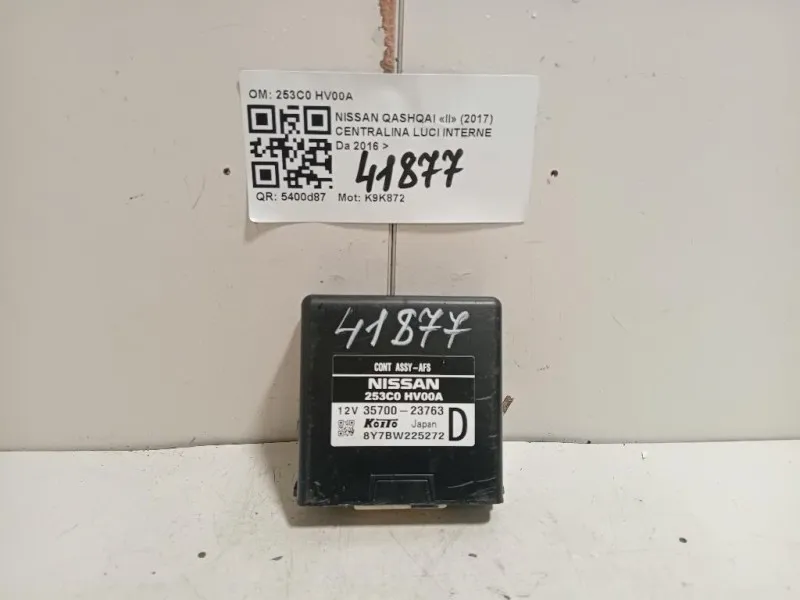 OM: 253C0 HV00A
NISSAN QASHQAI «II» (2017)
CENTRALINA LUCI INTERNE
Da 2016 >
41877
QR: 5400d87 Mot: K9K872
41877
CONT ASSY-AFS
NISSAN
253C0 HV00A
12V 35700-23763
KOITO Japan D
8Y7BW225272